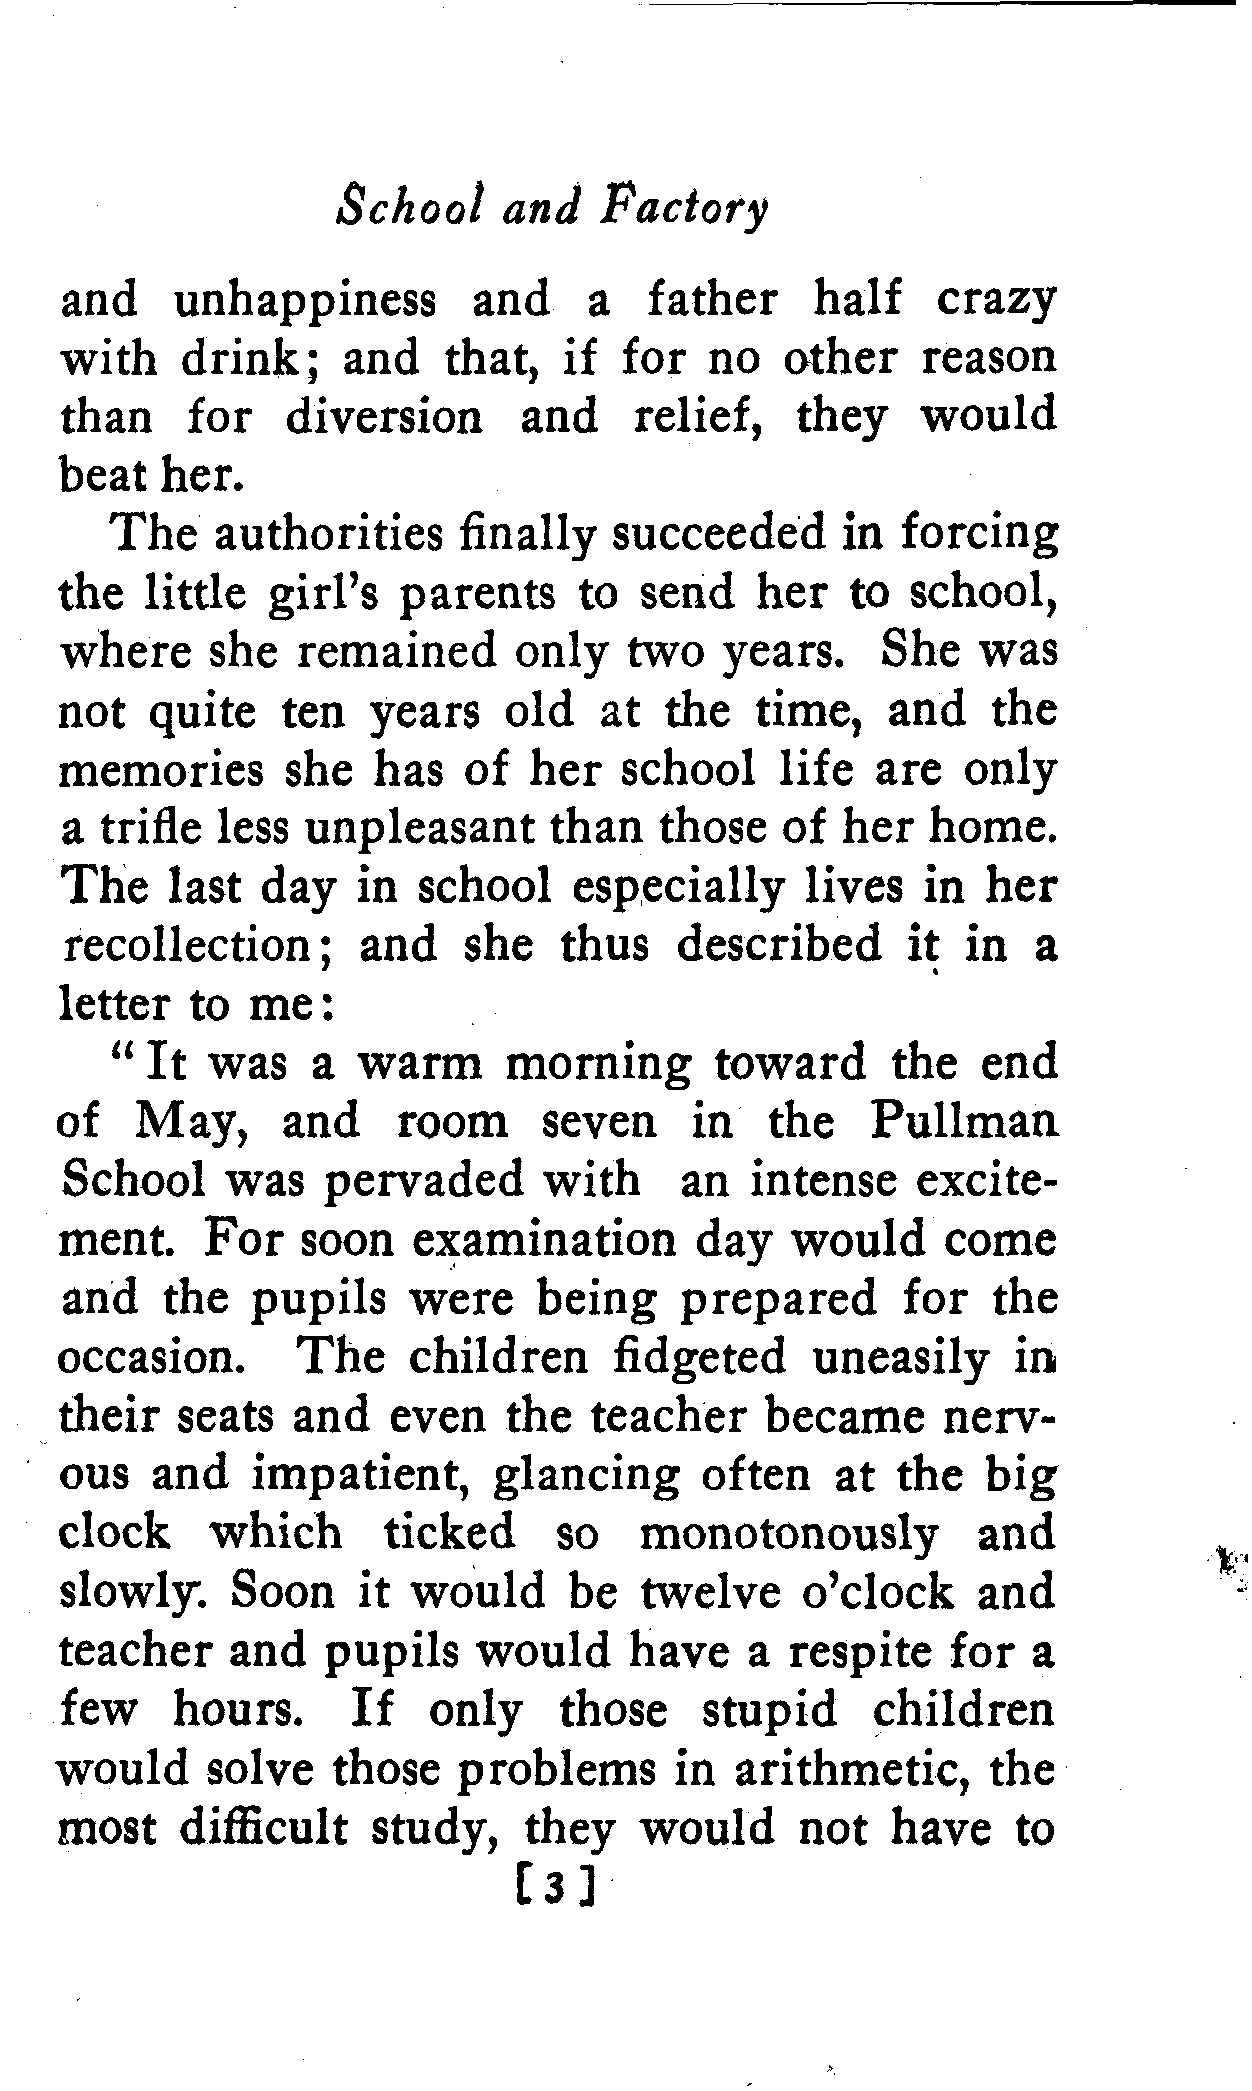 School and Factory
and unhappiness and a father half crazy
with drink; and that, if for no other reason
than for diversion and relief, they would
beat her.
The authorities finally succeeded in forcing
the little girl's parents to send her to school,
where she remained only two years. She was
not quite ten years old at the time, and the
memories she has of her school life are only
a trifle less unpleasant than those of her home.
The last day in school especially lives in her
recollection; and she thus described it in a
letter to me:
"It was a warm morning toward the end
of May, and room seven in the Pullman
School was pervaded with an intense excite-
ment. For soon examination day would come
and the pupils were being prepared for the
occasion. The children fidgeted uneasily in
their seats and even the teacher became nerv-
ous and impatient, glancing often at the big
clock which ticked so monotonously and
slowly. Soon it would be twelve o'clock and
teacher and pupils would have a respite for a
few hours. If only those stupid children
would solve those problems in arithmetic, the
most difficult study, they would not have to
[3]